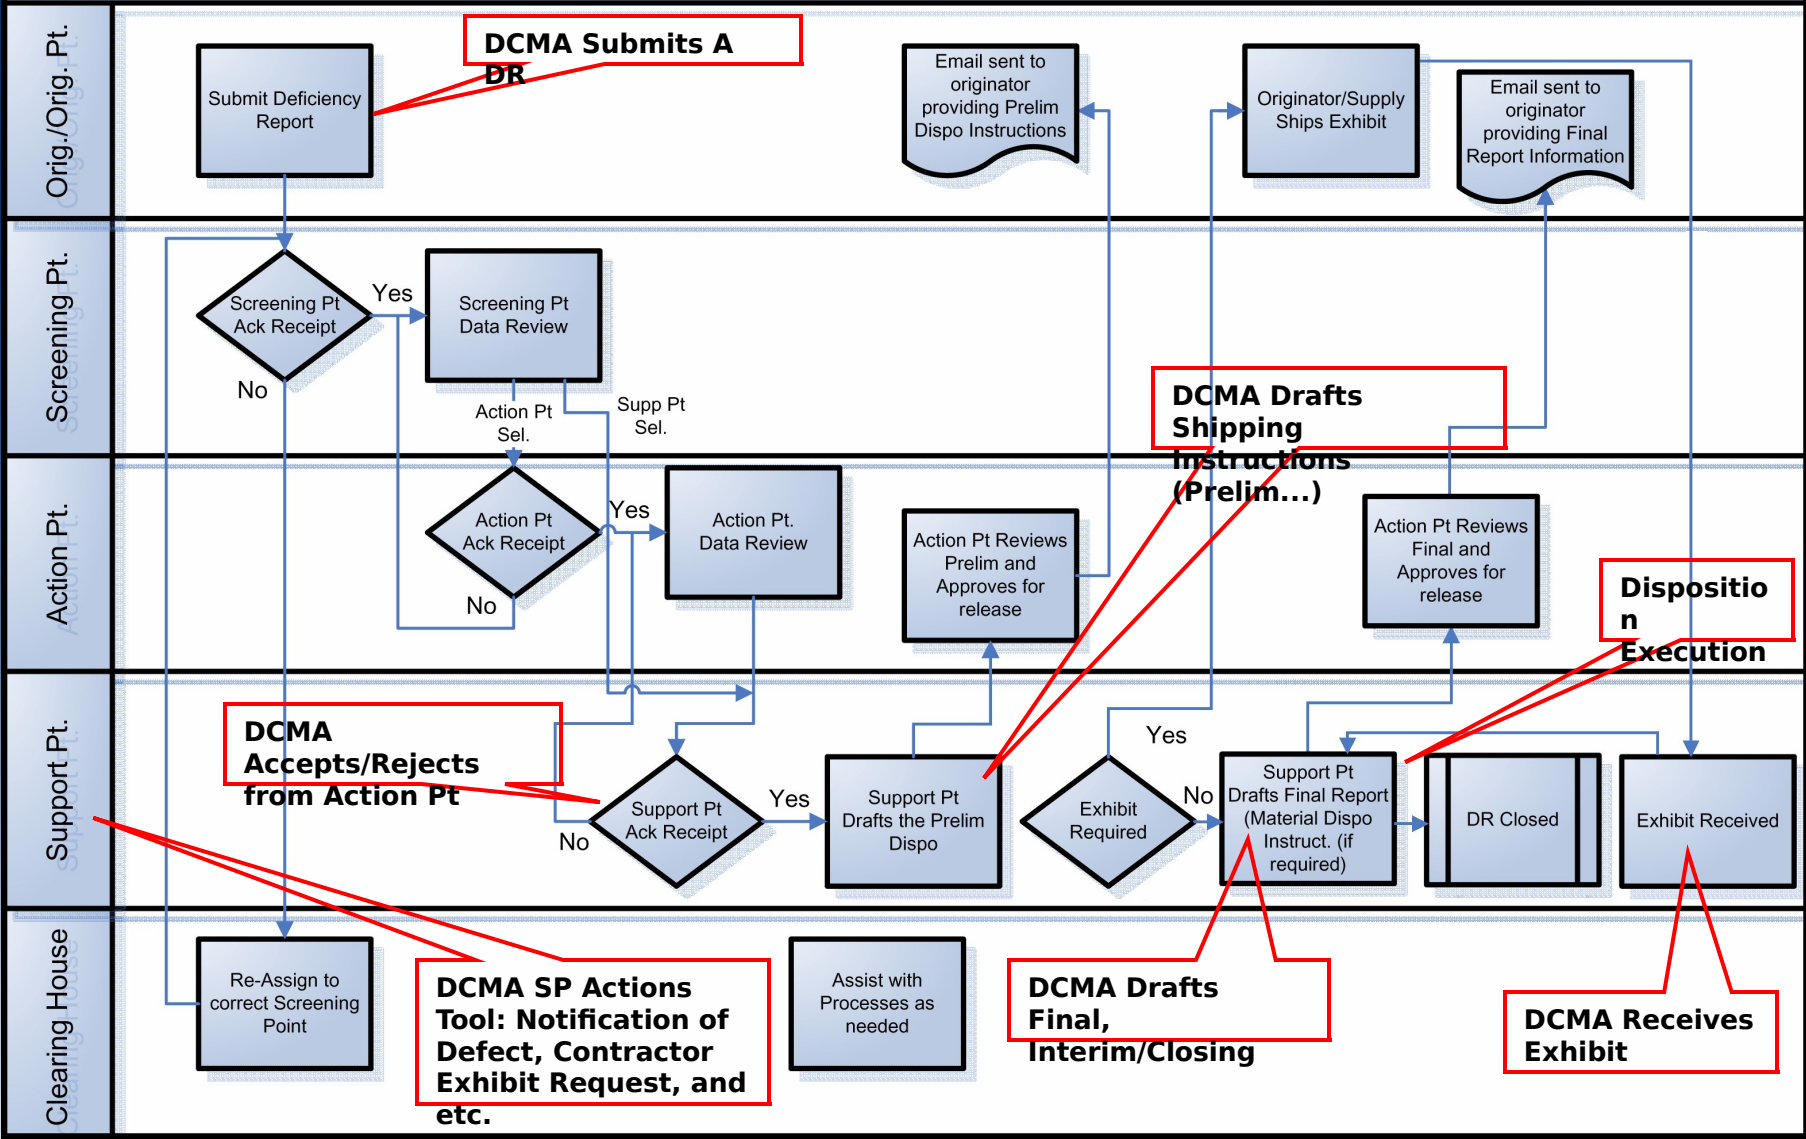 Orig./Orig. Pt.
DCMA Submits A
DR
Submit Deficiency
Report
Email sent to
originator
providing Prelim
Dispo Instructions
Originator/Supply
Ships Exhibit
Email sent to
originator
providing Final
Report Information
Screening Pt.
Screening Pt
Ack Receipt
Yes
No
Screening Pt
Data Review
Action Pt
Sel.
Supp Pt
Sel.
DCMA Drafts
Shipping
Instructions
(Prelim...)
Action Pt.
Action Pt
Ack Receipt
Yes
No
Action Pt.
Data Review
Action Pt Reviews
Prelim and
Approves for
release
Action Pt Reviews
Final and
Approves for
release
Dispositio
n
Execution
Support Pt.
DCMA
Accepts/Rejects
from Action Pt
Support Pt
Ack Receipt
Yes
No
Support Pt
Drafts the Prelim
Dispo
Exhibit
Required
Yes
No
Support Pt
Drafts Final Report
(Material Dispo
Instruct. (if
required)
DR Closed
Exhibit Received
Clearing House
Re-Assign to
correct Screening
Point
DCMA SP Actions
Tool: Notification of
Defect, Contractor
Exhibit Request, and
etc.
Assist with
Processes as
needed
DCMA Drafts
Final,
Interim/Closing
DCMA Receives
Exhibit